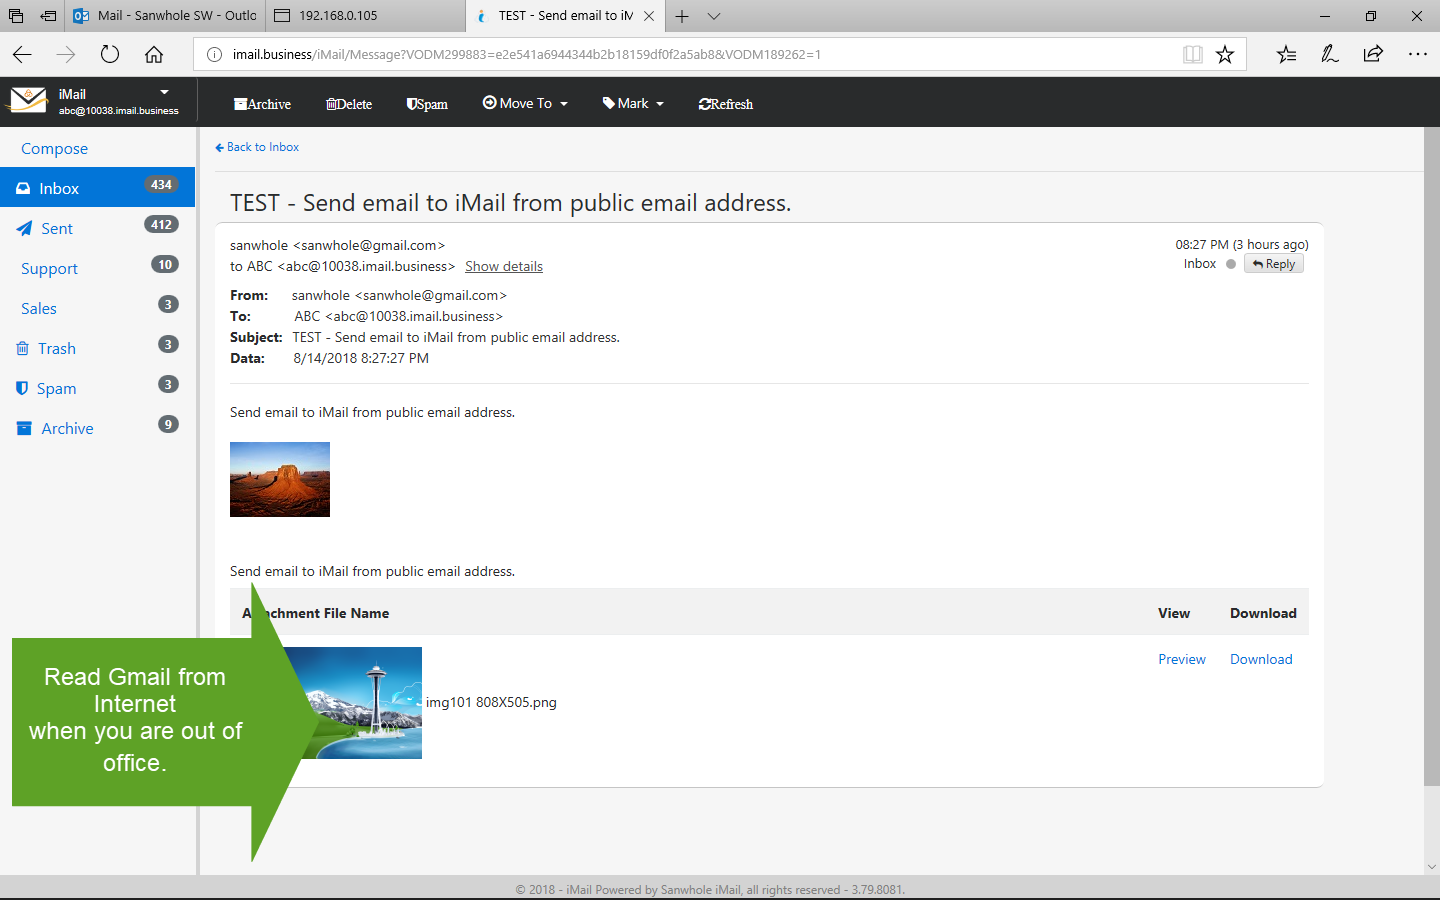 Mail - Sanwhole SW - Outlo
192.168.0.105
TEST - Send email to iM
imail.business/iMail/Message?VODM299883=e2e541a6944344b2b18159df0f2a5ab8&VODM189262=1
iMail
abc@10038.imail.business
Archive
Delete
Spam
Move To
Mark
Refresh
Compose
Inbox 434
Sent 412
Support 10
Sales 3
Trash 3
Spam 3
Archive 9
Back to Inbox
TEST - Send email to iMail from public email address.
sanwhole <sanwhole@gmail.com>
08:27 PM (3 hours ago)
to ABC <abc@10038.imail.business> Show details
Inbox
Reply
From: sanwhole <sanwhole@gmail.com>
To: ABC <abc@10038.imail.business>
Subject: TEST - Send email to iMail from public email address.
Data: 8/14/2018 8:27:27 PM
Send email to iMail from public email address.
Send email to iMail from public email address.
Attachment File Name View Download
img101 808X505.png
Preview Download
Read Gmail from
Internet
when you are out of
office.
© 2018 - iMail Powered by Sanwhole iMail, all rights reserved - 3.79.8081.